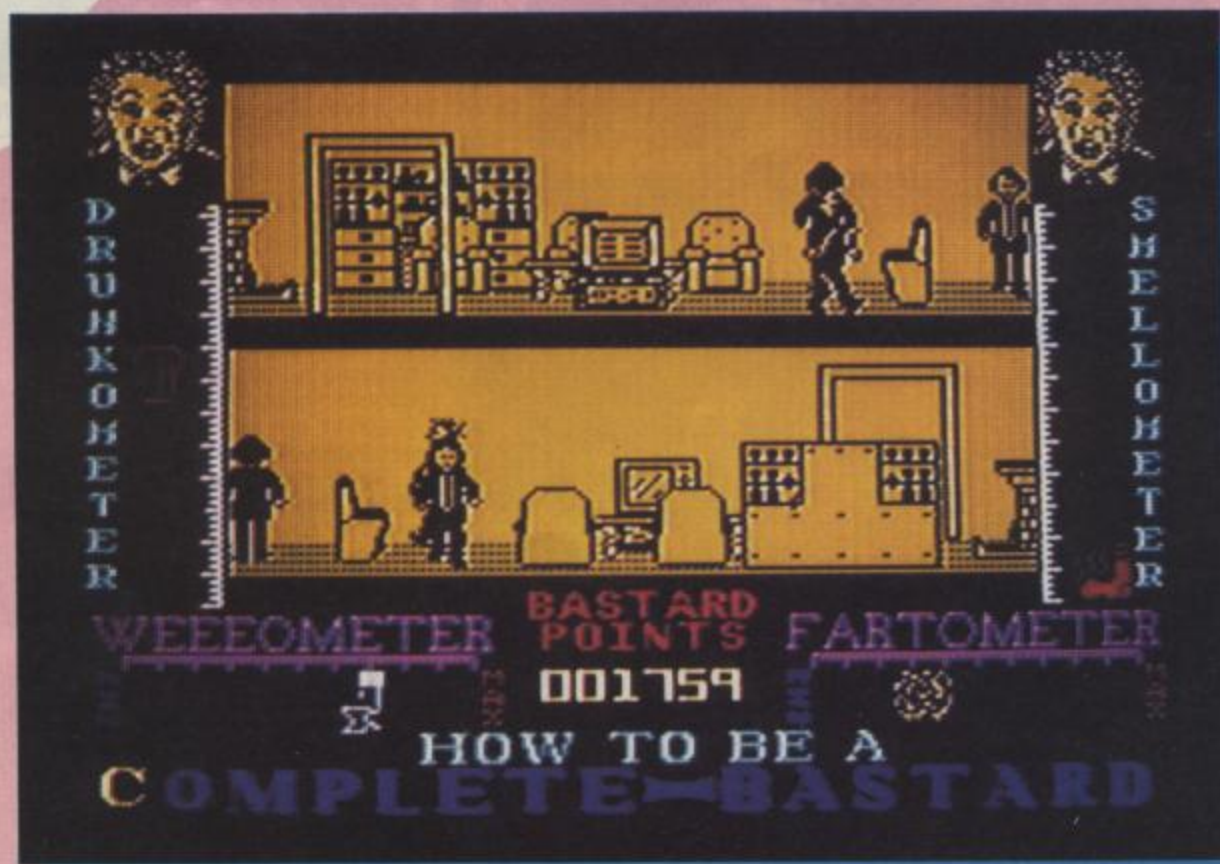 DRUNKOMETER
SMELLOMETER
WEEEOMETER
BASTARD
POINTS
FARTOMETER
001759
HOW TO BE A
COMPLETE BASTARD